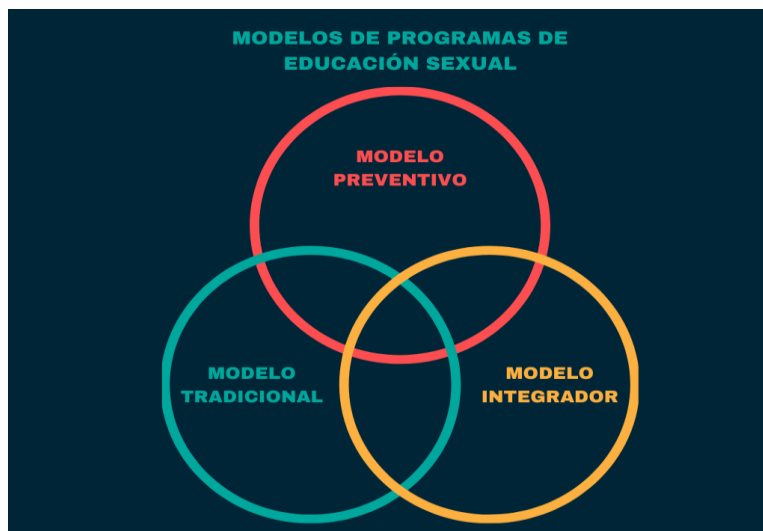 MODELOS DE PROGRAMAS DE
EDUCACIÓN SEXUAL
MODELO
PREVENTIVO
MODELO
TRADICIONAL
MODELO
INTEGRADOR